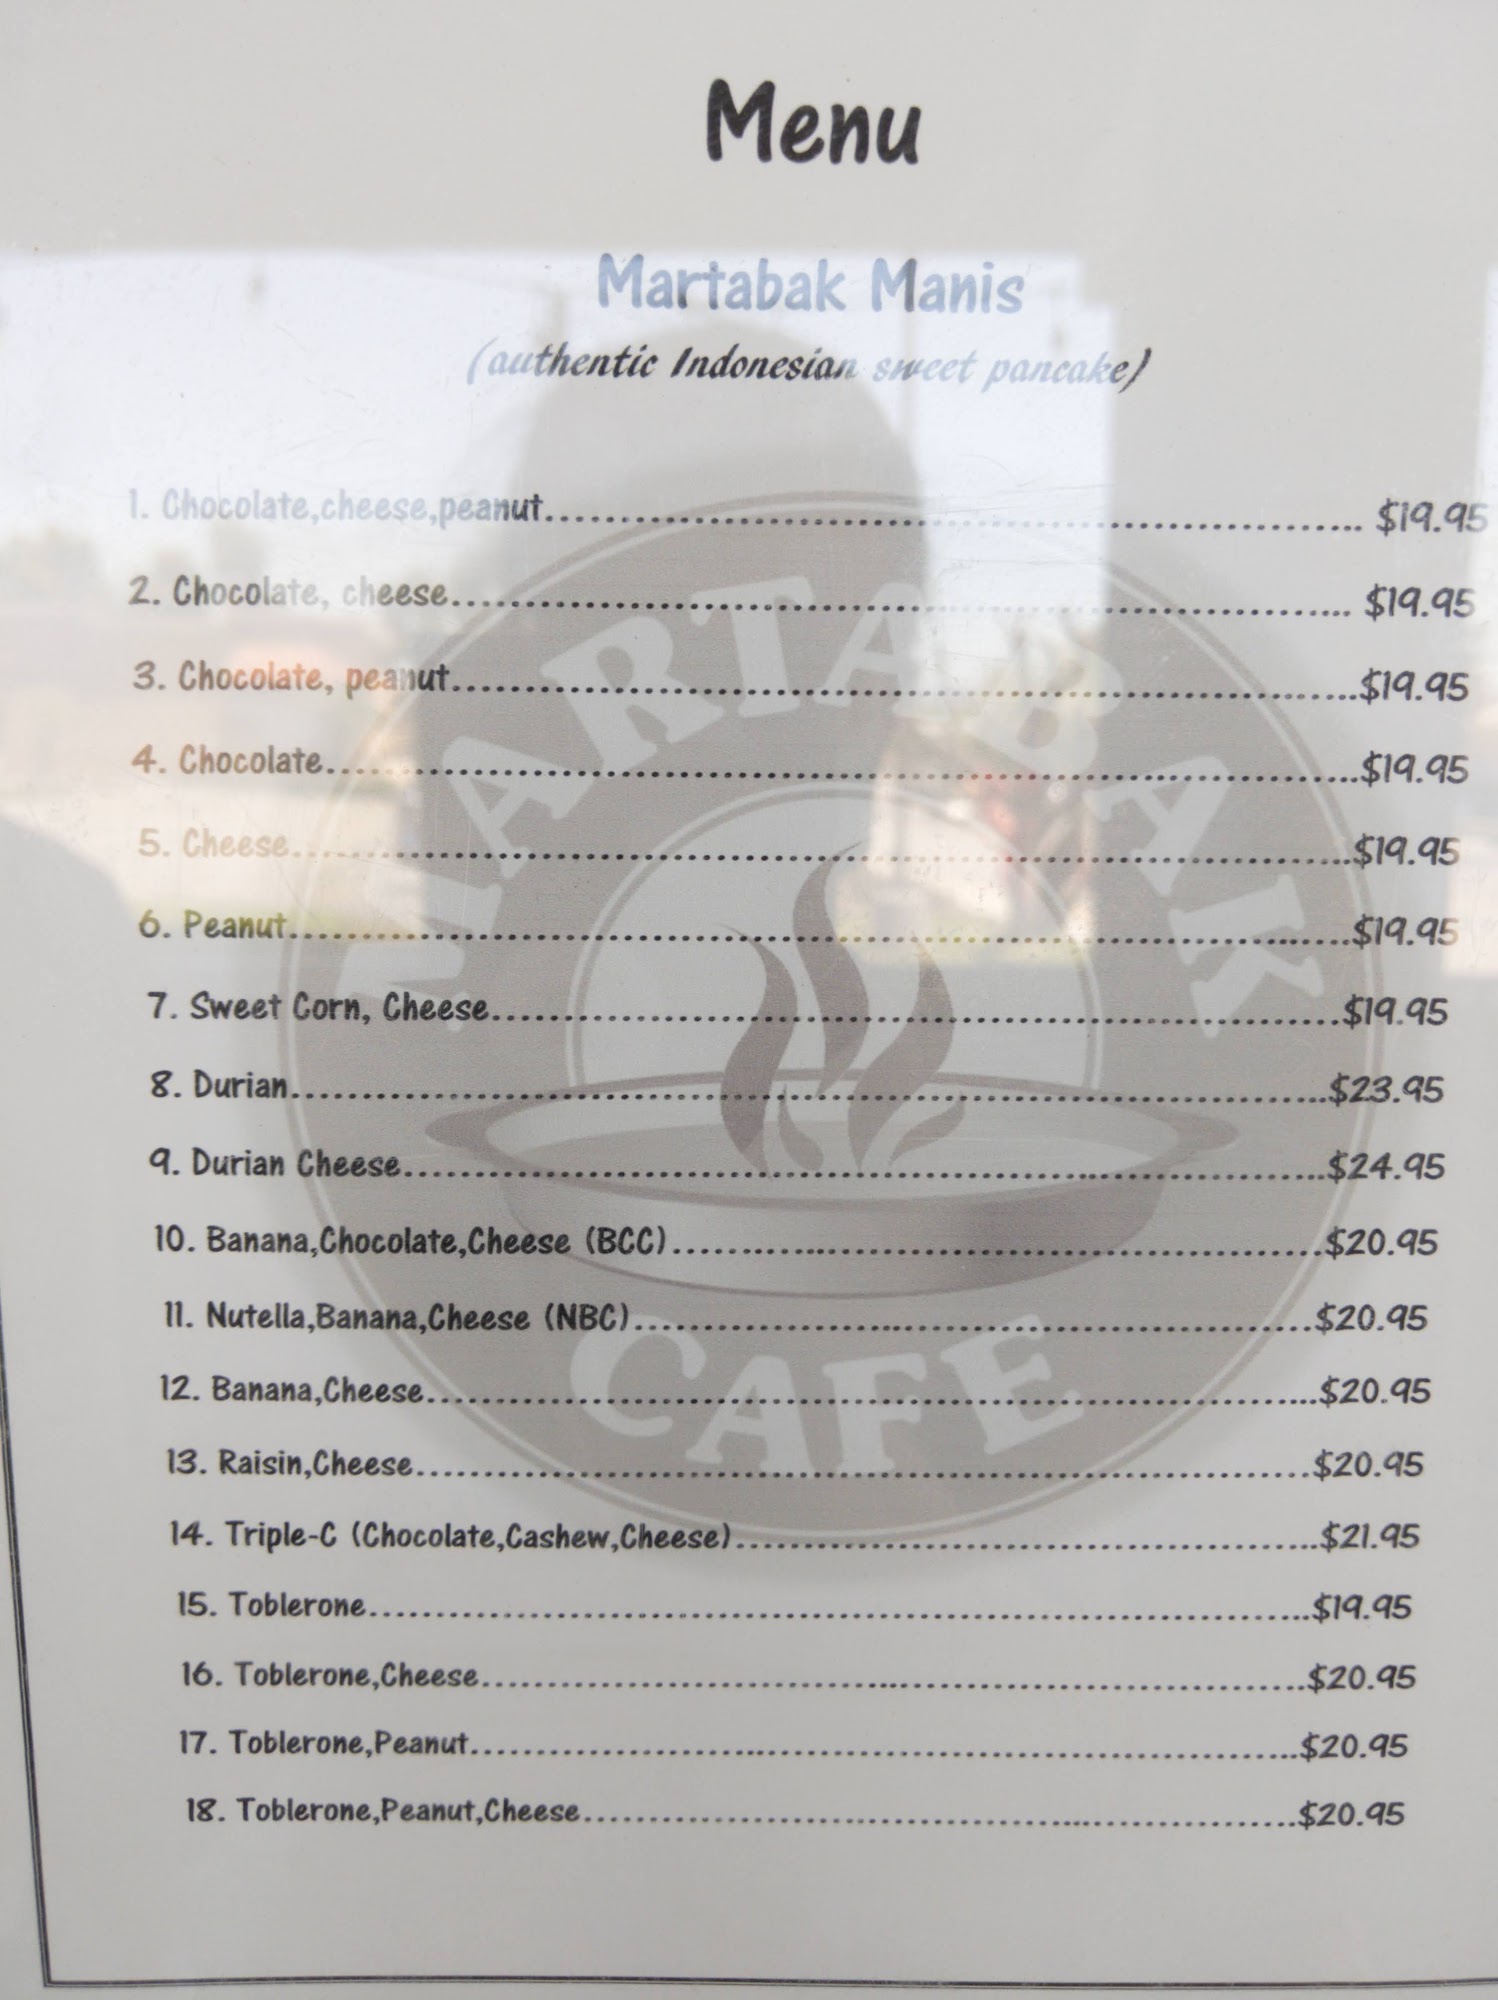 Menu
Martabak Manis
(authentic Indonesian sweet pancake)
1. Chocolate,cheese,peanut........ $19.95
2. Chocolate, cheese........ $19.95
3. Chocolate, peanut........$19.95
4. Chocolate........$19.95
5. Cheese........$19.95
6. Peanut........$19.95
7. Sweet Corn, Cheese........$19.95
8. Durian........$23.95
9. Durian Cheese........$24.95
10. Banana,Chocolate,Cheese (BCC)........$20.95
11. Nutella,Banana,Cheese (NBC)........$20.95
12. Banana,Cheese........$20.95
13. Raisin,Cheese........$20.95
14. Triple-C (Chocolate,Cashew,Cheese)........$21.95
15. Toblerone........$19.95
16. Toblerone,Cheese........$20.95
17. Toblerone,Peanut........$20.95
18. Toblerone,Peanut,Cheese........$20.95
MARTABAK
CAFE